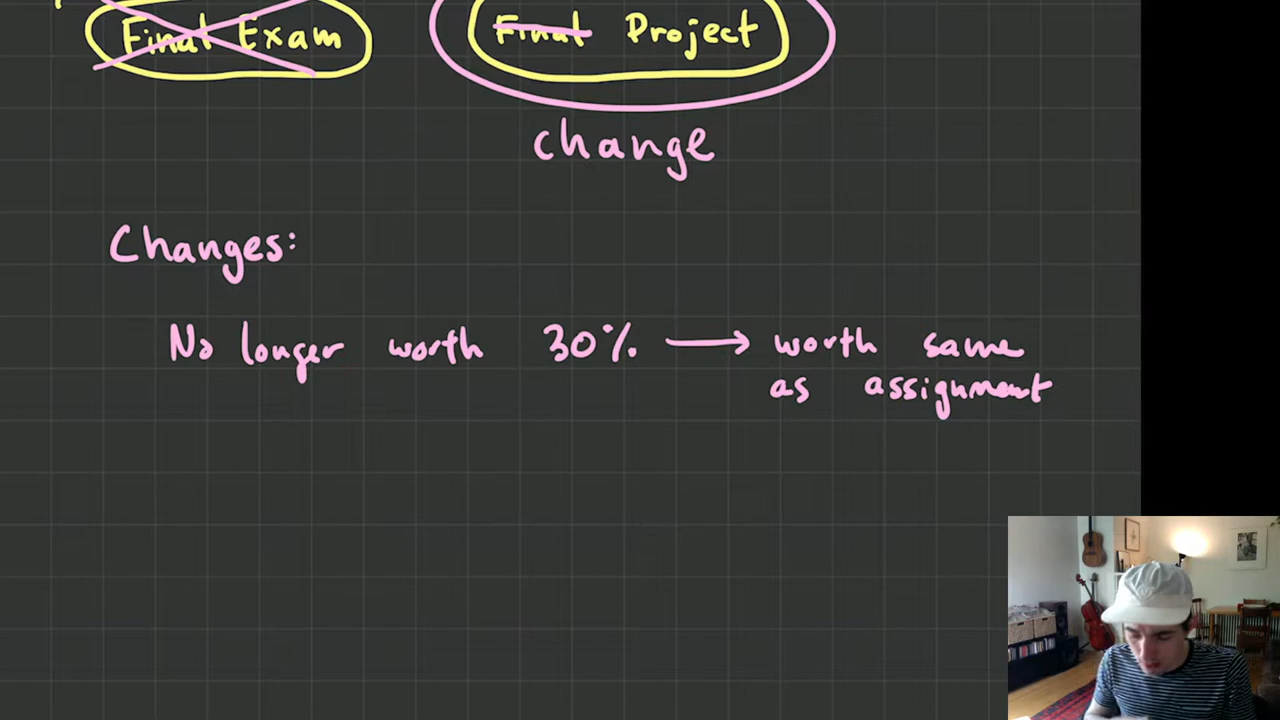 Final Exam
Final Project
change
Changes:
No longer worth 30% → worth same
as assignment